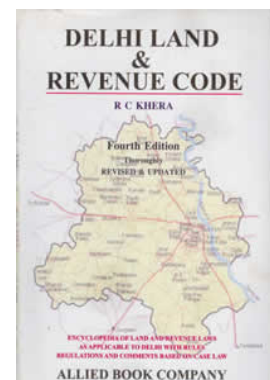 DELHI LAND
&
REVENUE CODE
R C KHERA
Fourth Edition
Thoroughly
REVISED & UPDATED
ENCYCLOPEDIA OF LAND AND REVENUE LAWS
AS APPLICABLE TO DELHI WITH RULES
REGULATIONS AND COMMENTS BASED ON CASE LAW
ALLIED BOOK COMPANY